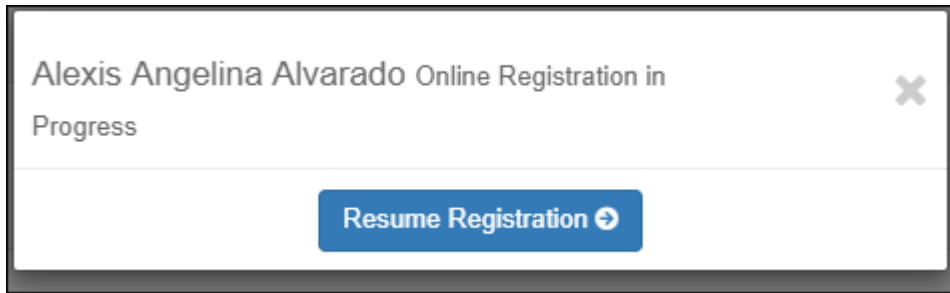 Alexis Angelina Alvarado Online Registration in
Progress
Resume Registration